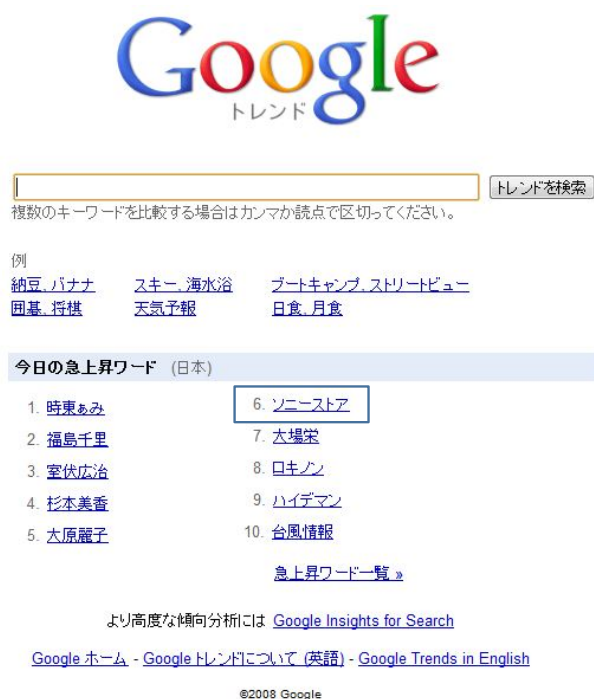 Google
トレンド
トレンドを検索
複数のキーワードを比較する場合はカンマか読点で区切ってください。
例
納豆, バナナ スキー, 海水浴 ブートキャンプ, ストリートビュー
囲碁, 将棋 天気予報 日食, 月食
今日の急上昇ワード (日本)
1. 時東ぁみ
2. 福島千里
3. 室伏広治
4. 杉本美香
5. 大原麗子
6. ソニーストア
7. 大場栄
8. ロキノン
9. ハイデマン
10. 台風情報
急上昇ワード一覧 »
より高度な傾向分析には Google Insights for Search
Google ホーム - Google トレンドについて (英語) - Google Trends in English
©2008 Google